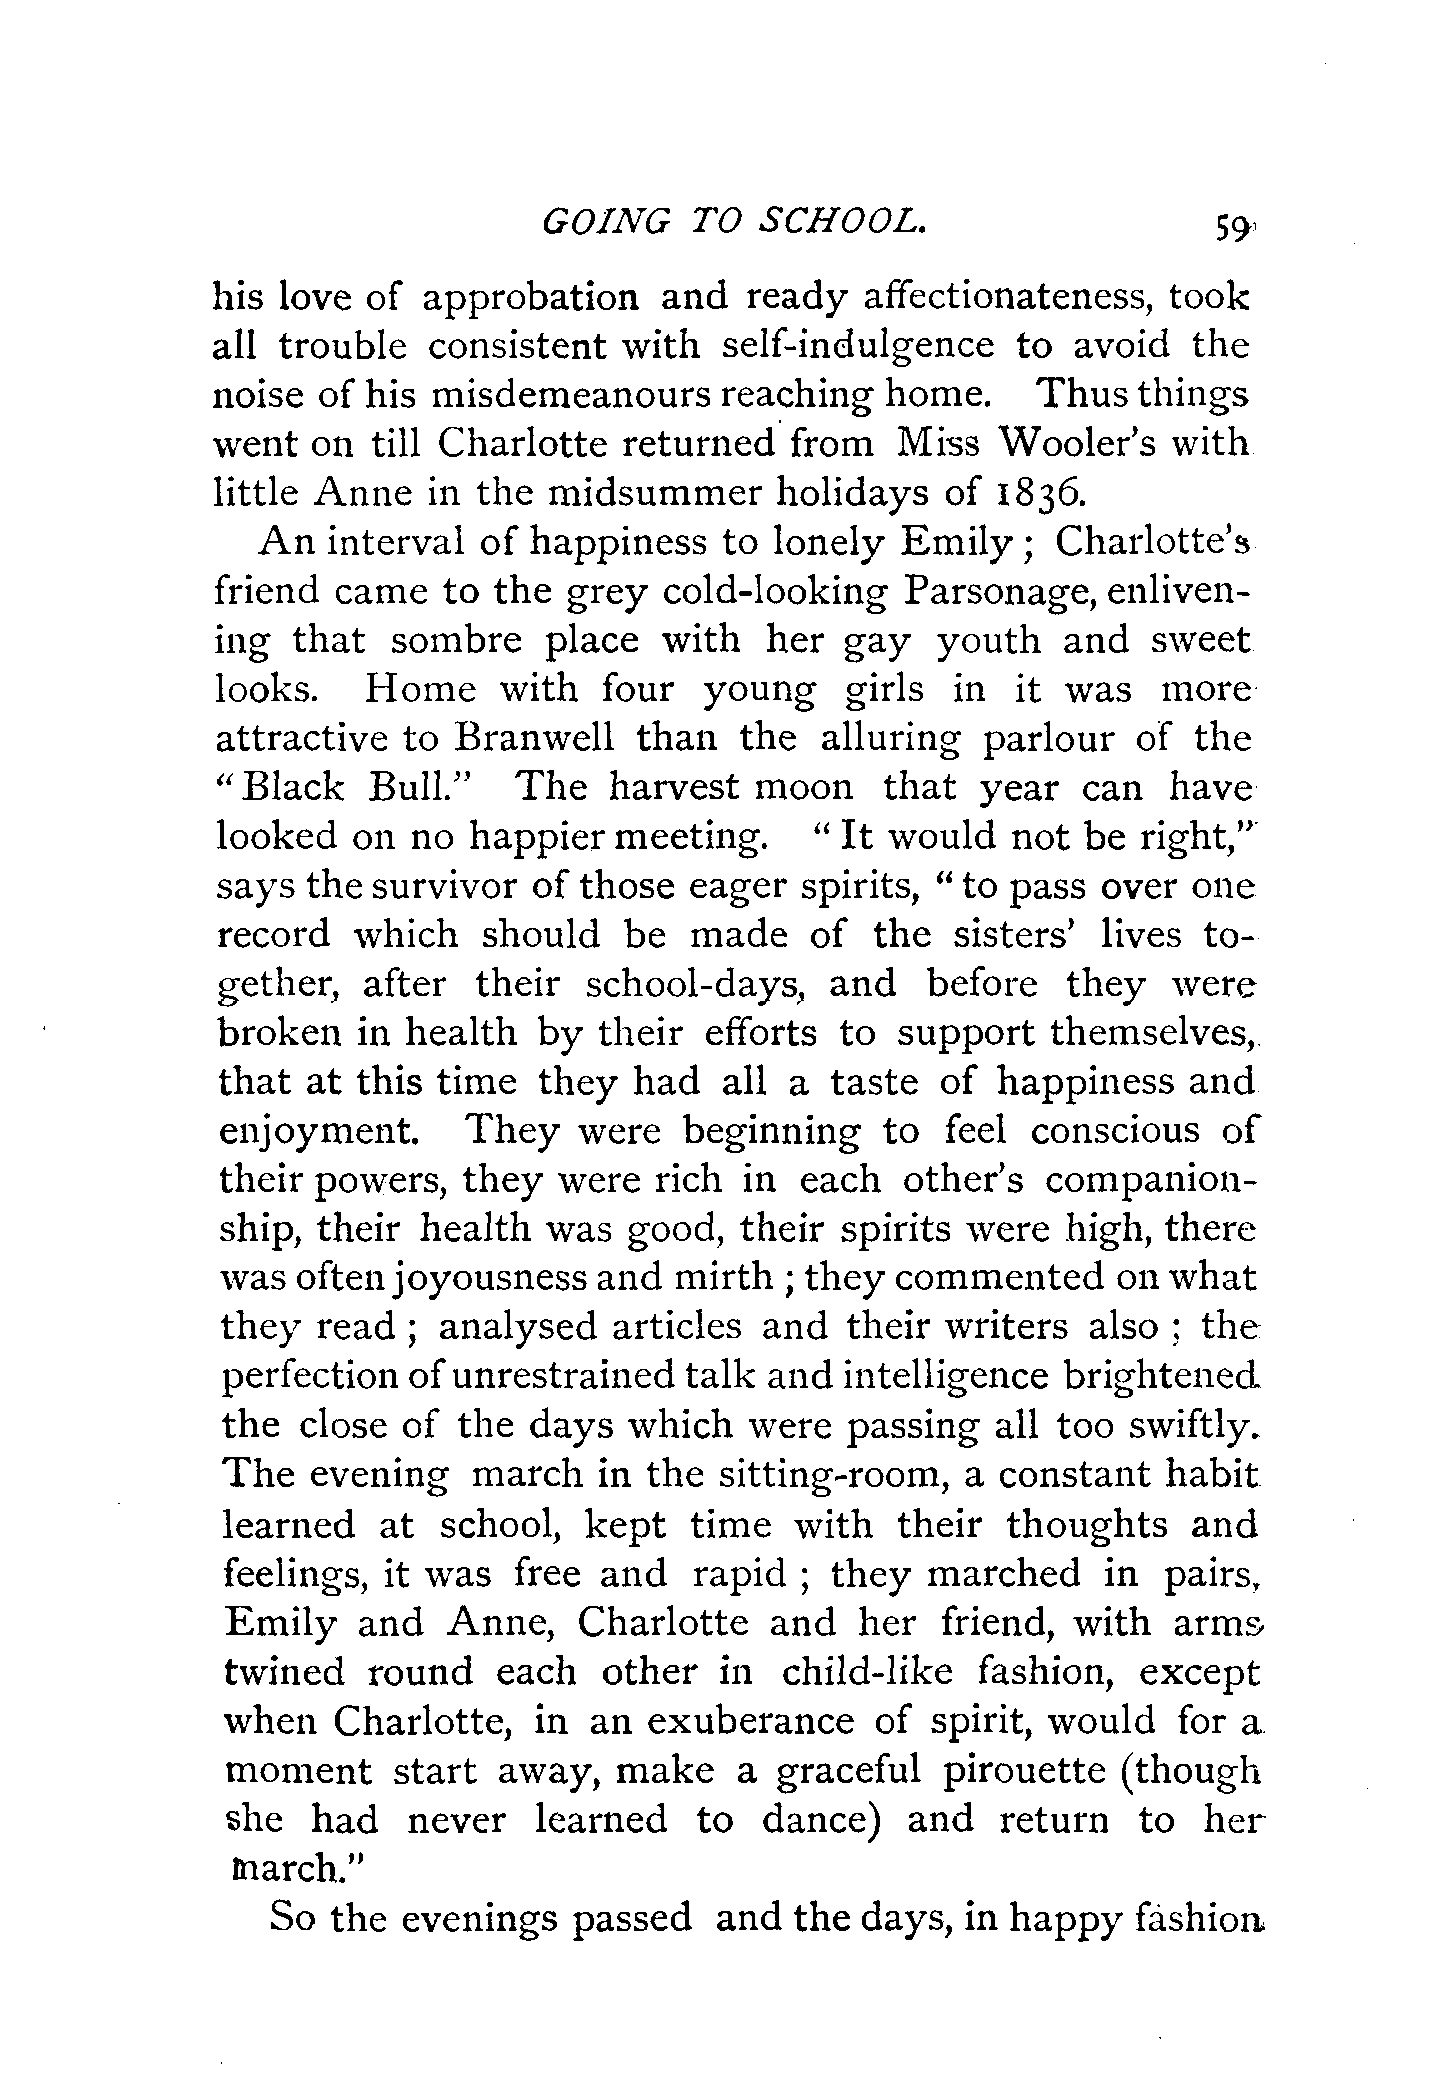 GOING TO SCHOOL. 59
his love of approbation and ready affectionateness, took
all trouble consistent with self-indulgence to avoid the
noise of his misdemeanours reaching home. Thus things
went on till Charlotte returned from Miss Wooler's with
little Anne in the midsummer holidays of 1836.
An interval of happiness to lonely Emily ; Charlotte's
friend came to the grey cold-looking Parsonage, enliven-
ing that sombre place with her gay youth and sweet
looks. Home with four young girls in it was more
attractive to Branwell than the alluring parlour of the
" Black Bull." The harvest moon that year can have
looked on no happier meeting. " It would not be right,"
says the survivor of those eager spirits, " to pass over one
record which should be made of the sisters' lives to-
gether, after their school-days, and before they were
broken in health by their efforts to support themselves,
that at this time they had all a taste of happiness and
enjoyment. They were beginning to feel conscious of
their powers, they were rich in each other's companion-
ship, their health was good, their spirits were high, there
was often joyousness and mirth ; they commented on what
they read ; analysed articles and their writers also ; the
perfection of unrestrained talk and intelligence brightened
the close of the days which were passing all too swiftly.
The evening march in the sitting-room, a constant habit
learned at school, kept time with their thoughts and
feelings, it was free and rapid ; they marched in pairs,
Emily and Anne, Charlotte and her friend, with arms
twined round each other in child-like fashion, except
when Charlotte, in an exuberance of spirit, would for a
moment start away, make a graceful pirouette (though
she had never learned to dance) and return to her
march."
So the evenings passed and the days, in happy fashion